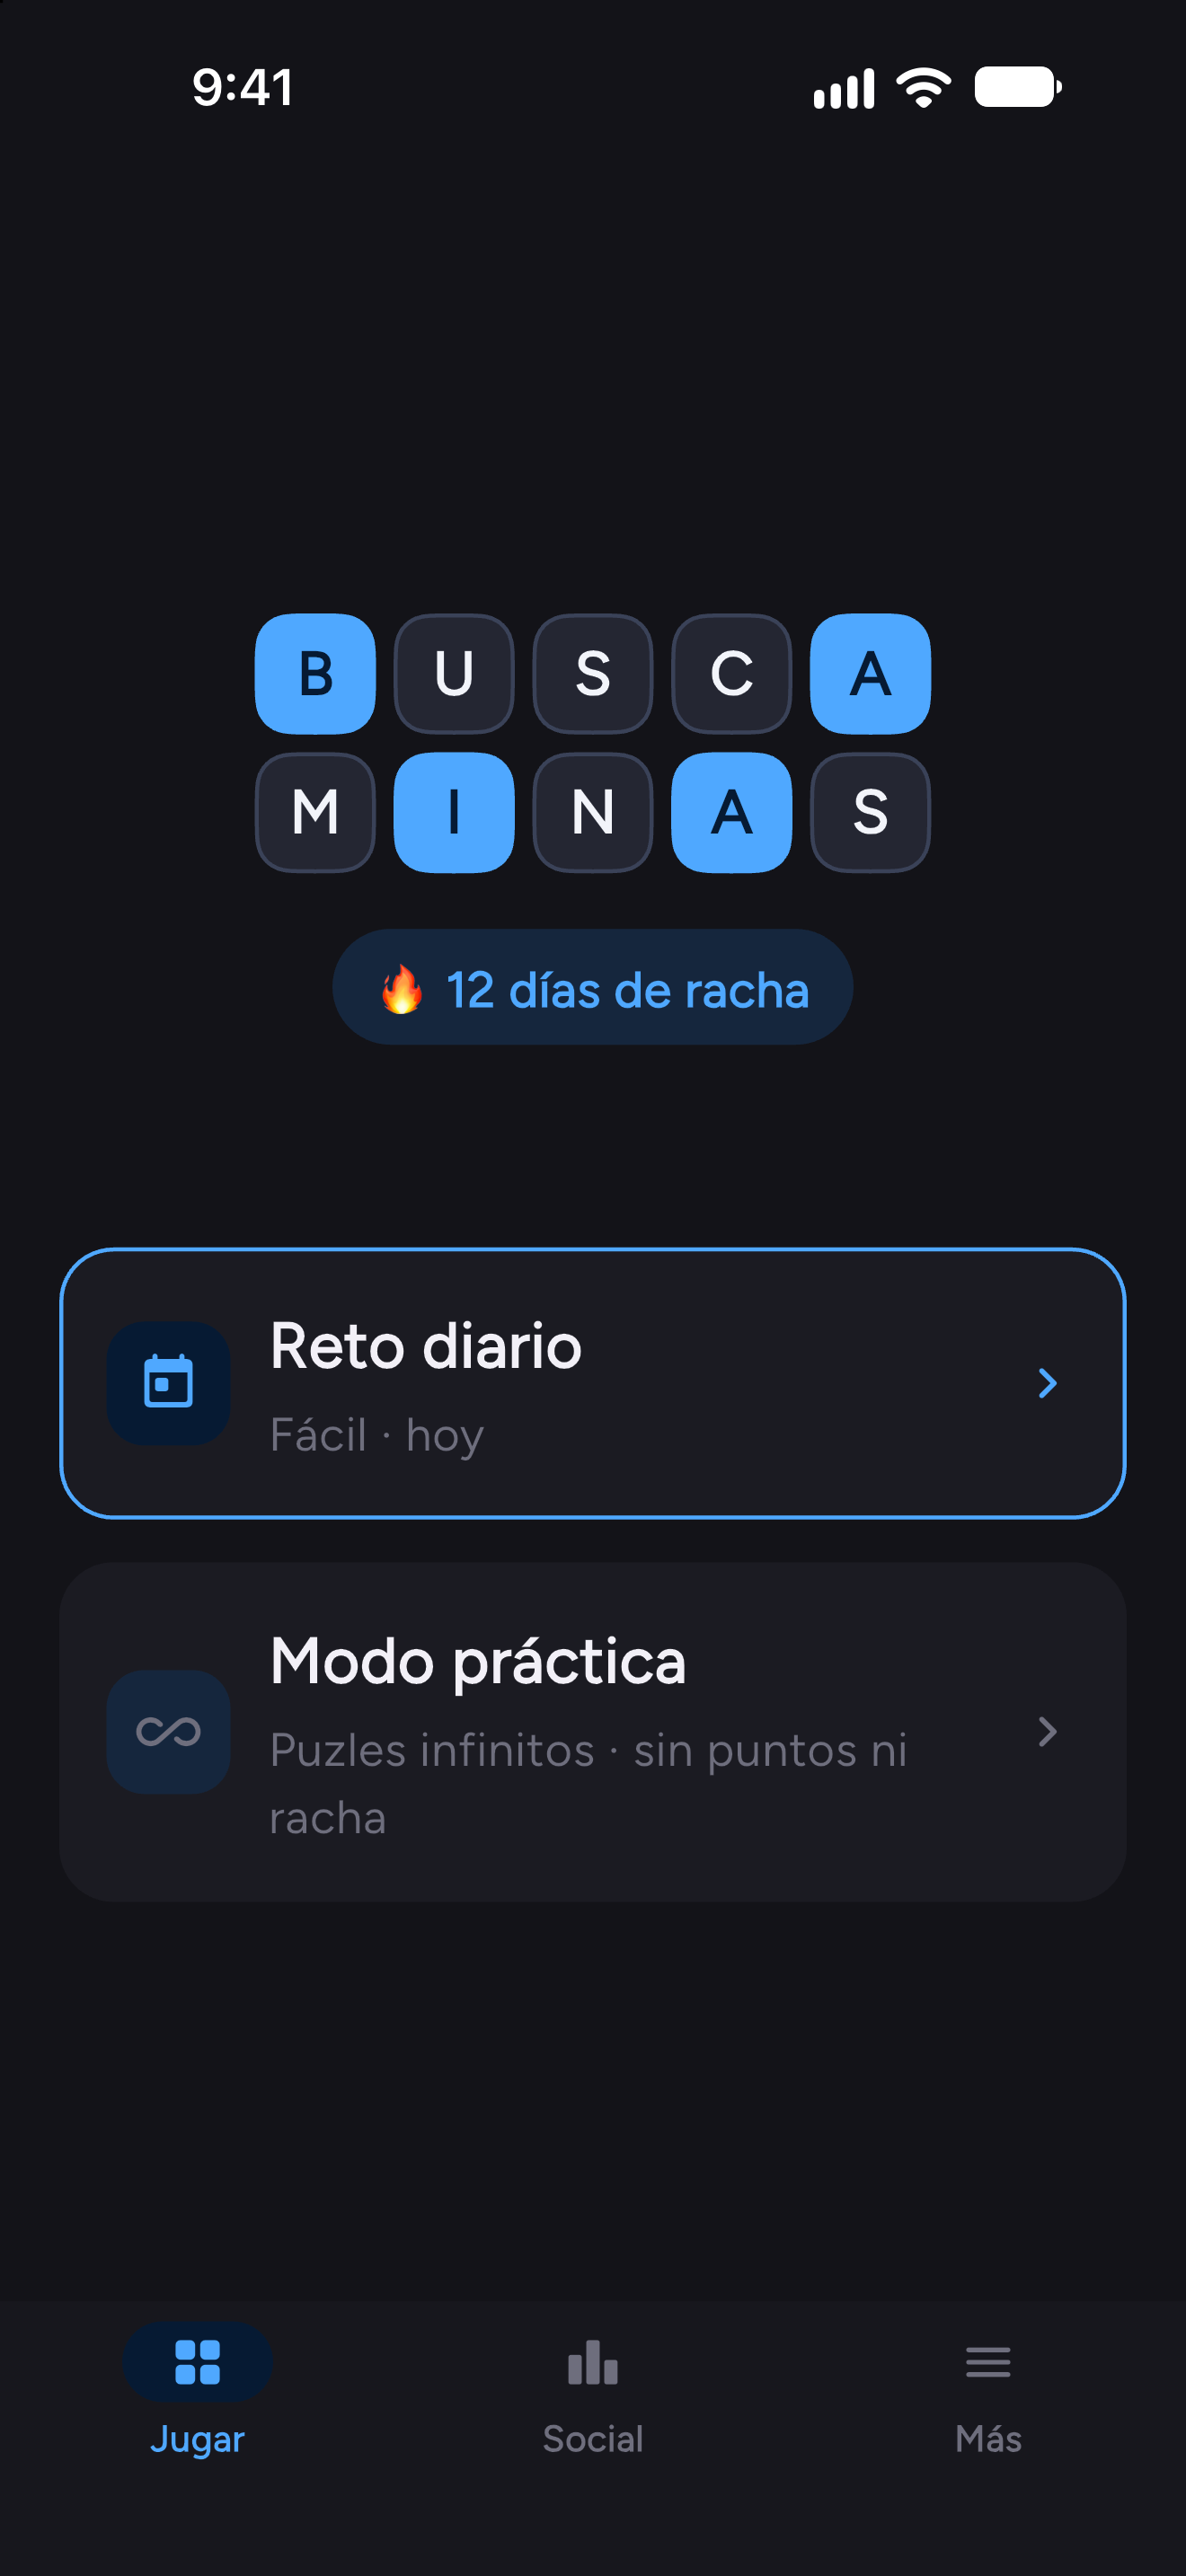 9:41
BUSCA
MINAS
🔥 12 días de racha
Reto diario
Fácil · hoy
Modo práctica
Puzles infinitos · sin puntos ni
racha
Jugar
Social
Más